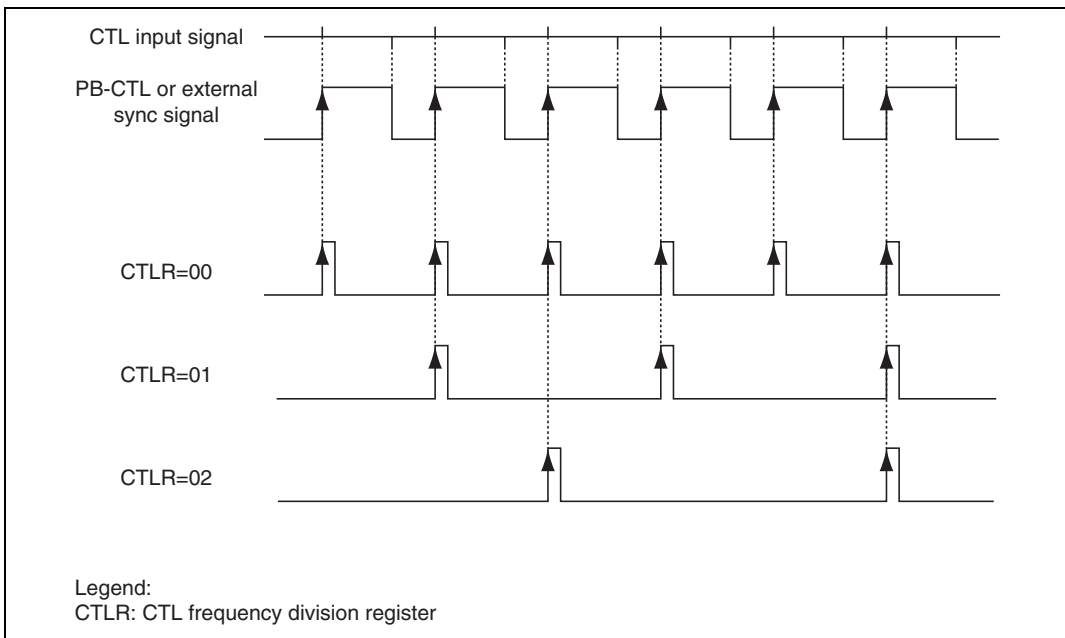 CTL input signal
PB-CTL or external
sync signal
CTLR=00
CTLR=01
CTLR=02
Legend:
CTLR: CTL frequency division register